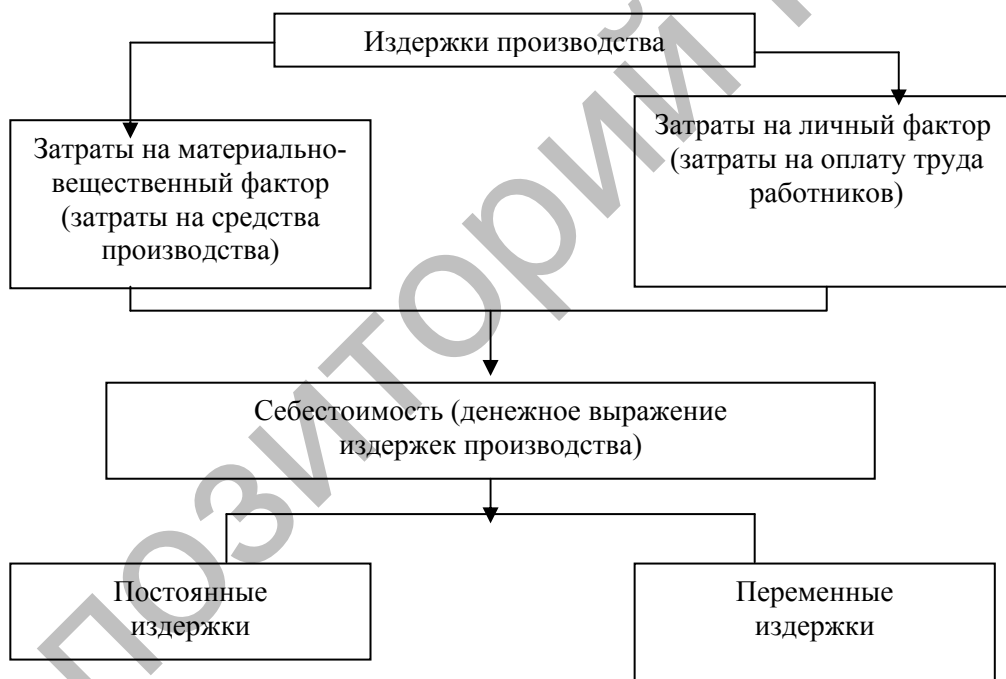 Издержки производства
Затраты на материально-
вещественный фактор
(затраты на средства
производства)
Затраты на личный фактор
(затраты на оплату труда
работников)
Себестоимость (денежное выражение
издержек производства)
Постоянные
издержки
Переменные
издержки
позиторий